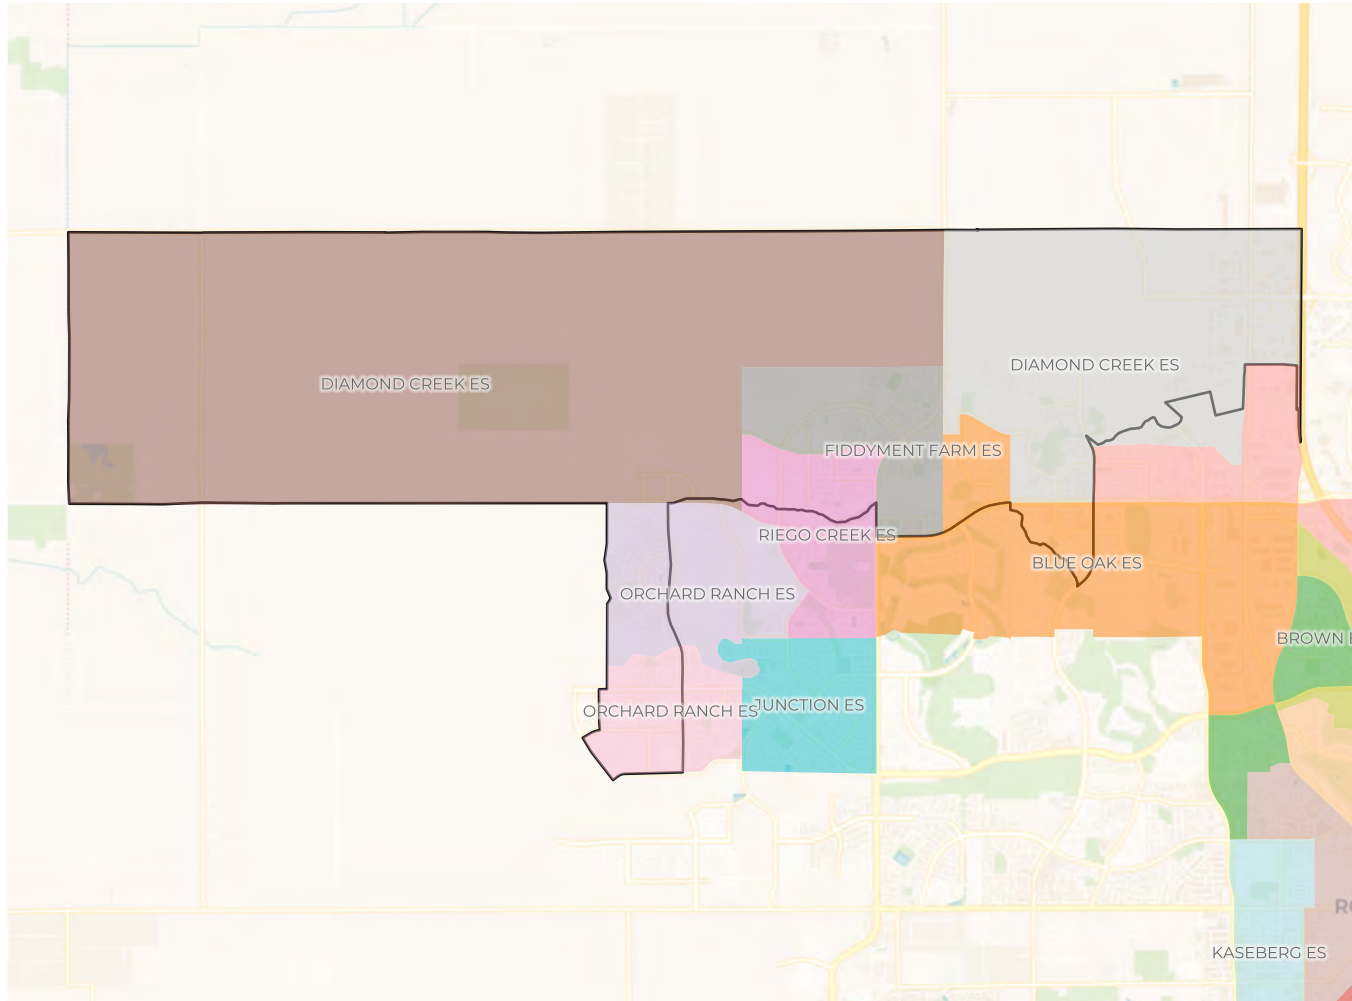 DIAMOND CREEK ES
DIAMOND CREEK ES
FIDDYMENT FARM ES
RIEGO CREEK ES
BLUE OAK ES
ORCHARD RANCH ES
BROWN E
JUNCTION ES
ORCHARD RANCH ES
RO
KASEBERG ES